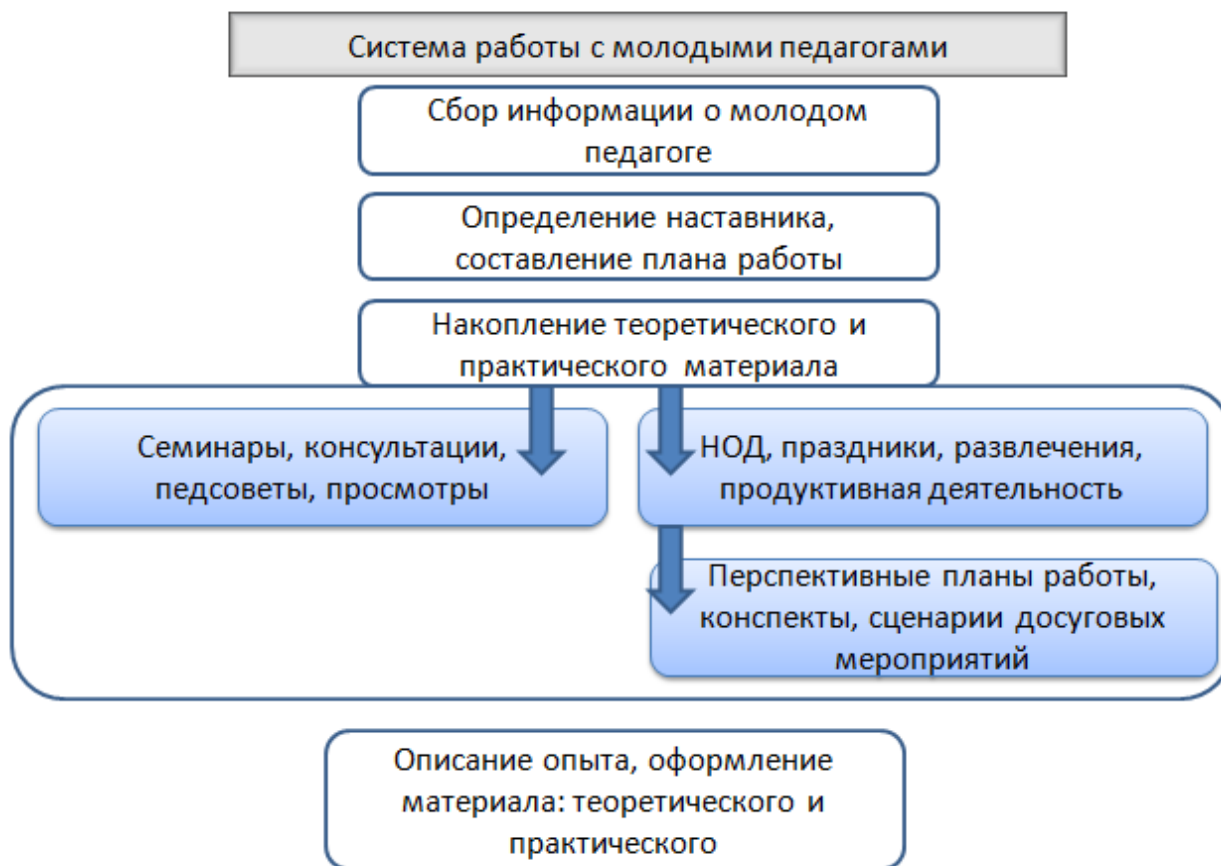 Система работы с молодыми педагогами
Сбор информации о молодом
педагоге
Определение наставника,
составление плана работы
Накопление теоретического и
практического материала
Семинары, консультации,
педсоветы, просмотры
НОД, праздники, развлечения,
продуктивная деятельность
Перспективные планы работы,
конспекты, сценарии досуговых
мероприятий
Описание опыта, оформление
материала: теоретического и
практического